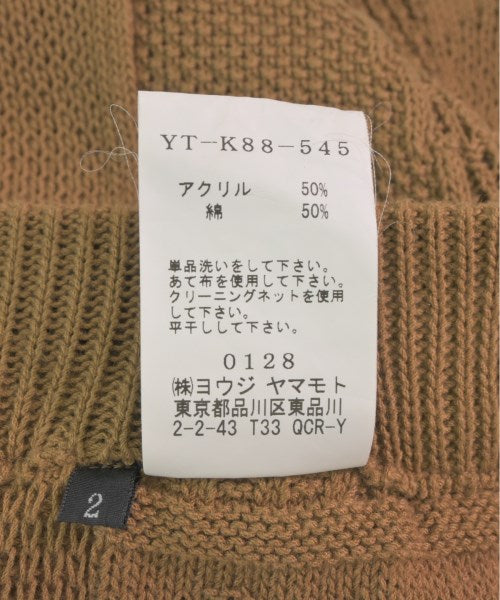 YT-K88-545
アクリル 50%
綿 50%
単品洗いをして下さい。
あて布を使用して下さい。
クリーニングネットを使用
して下さい。
平干しして下さい。
0128
㈱ヨウジ ヤマモト
東京都品川区東品川
2-2-43 T33 QCR-Y
2